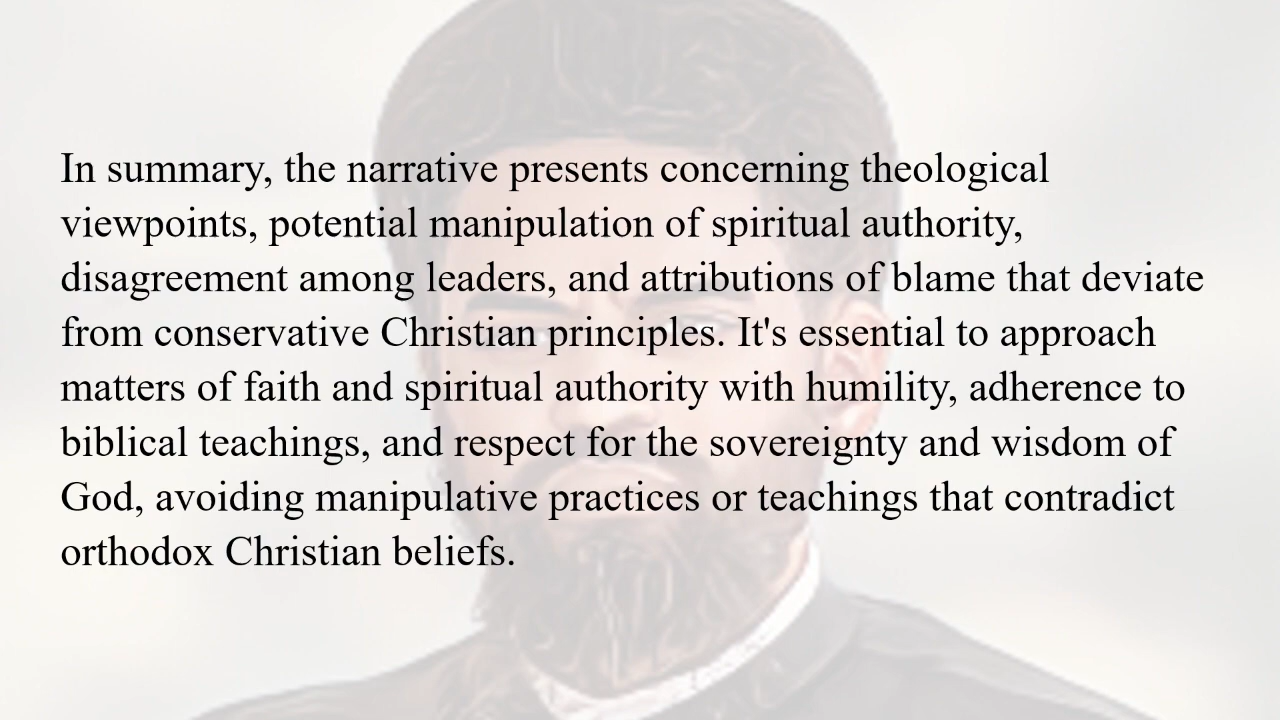 In summary, the narrative presents concerning theological
viewpoints, potential manipulation of spiritual authority,
disagreement among leaders, and attributions of blame that deviate
from conservative Christian principles. It's essential to approach
matters of faith and spiritual authority with humility, adherence to
biblical teachings, and respect for the sovereignty and wisdom of
God, avoiding manipulative practices or teachings that contradict
orthodox Christian beliefs.